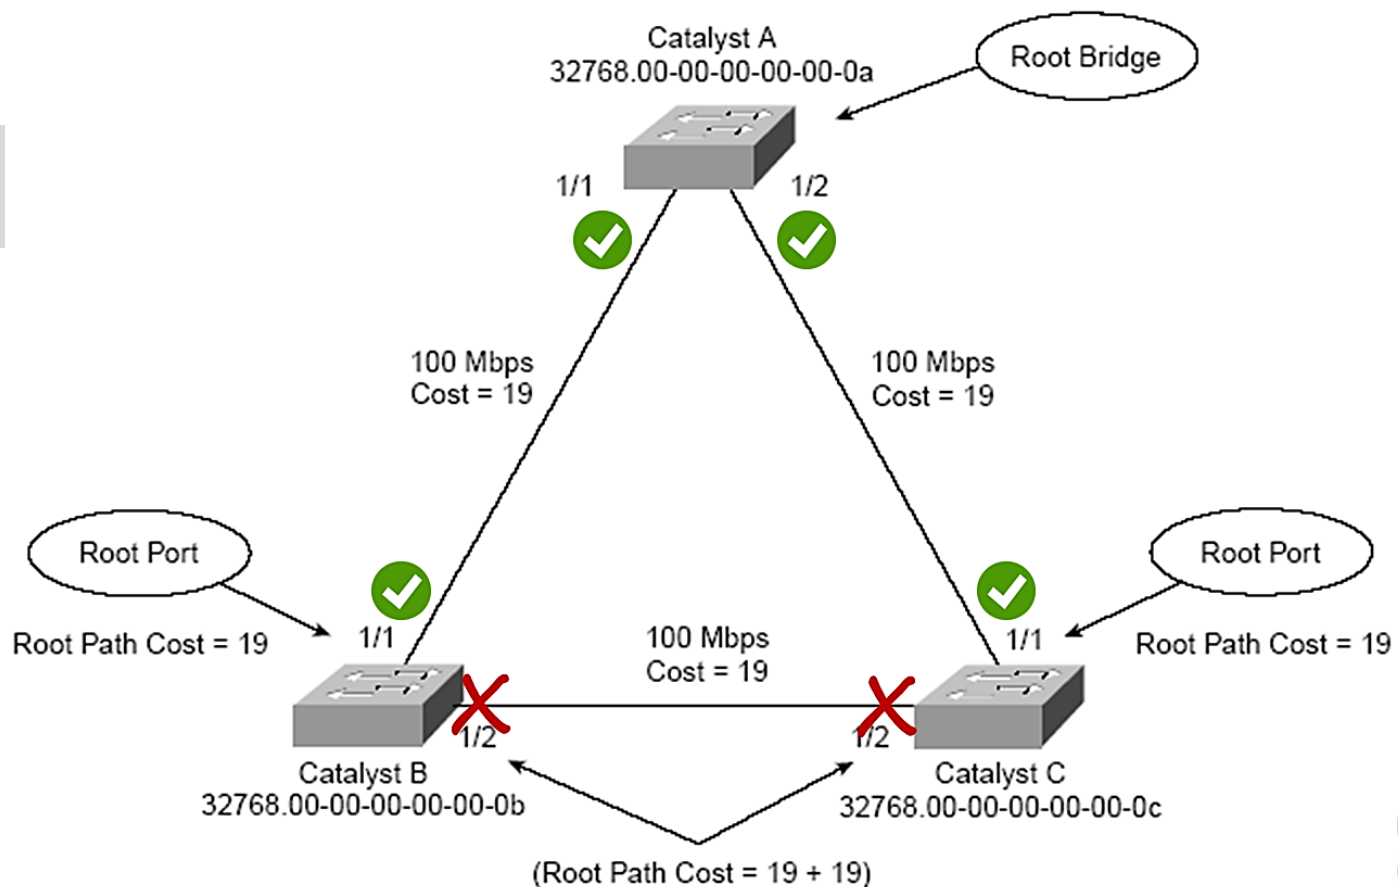 Catalyst A
32768.00-00-00-00-00-0a
Root Bridge
1/1
1/2
100 Mbps
Cost = 19
100 Mbps
Cost = 19
Root Port
Root Port
Root Path Cost = 19
1/1
100 Mbps
Cost = 19
1/1
Root Path Cost = 19
1/2
1/2
Catalyst B
32768.00-00-00-00-00-0b
Catalyst C
32768.00-00-00-00-00-0c
(Root Path Cost = 19 + 19)